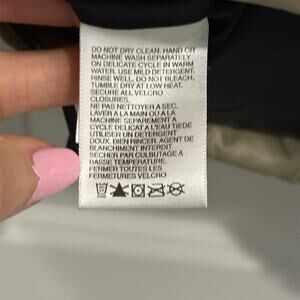 DO NOT DRY CLEAN. HAND OR
MACHINE WASH SEPARATELY
ON DELICATE CYCLE IN WARM
WATER. USE MILD DETERGENT.
RINSE WELL. DO NOT BLEACH.
TUMBLE DRY AT LOW HEAT.
SECURE ALL VELCRO
CLOSURES.
NE PAS NETTOYER A SEC.
LAVER A LA MAIN OU A LA
MACHINE SEPAREMENT A
CYCLE DELICAT A L'EAU TIEDE
UTILISER UN DETERGENT
DOUX. BIEN RINCER. AGENT DE
BLANCHIMENT INTERDIT.
SECHER PAR CULBUTAGE A
BASSE TEMPERATURE.
FERMER TOUTES LES
FERMETURES VELCRO